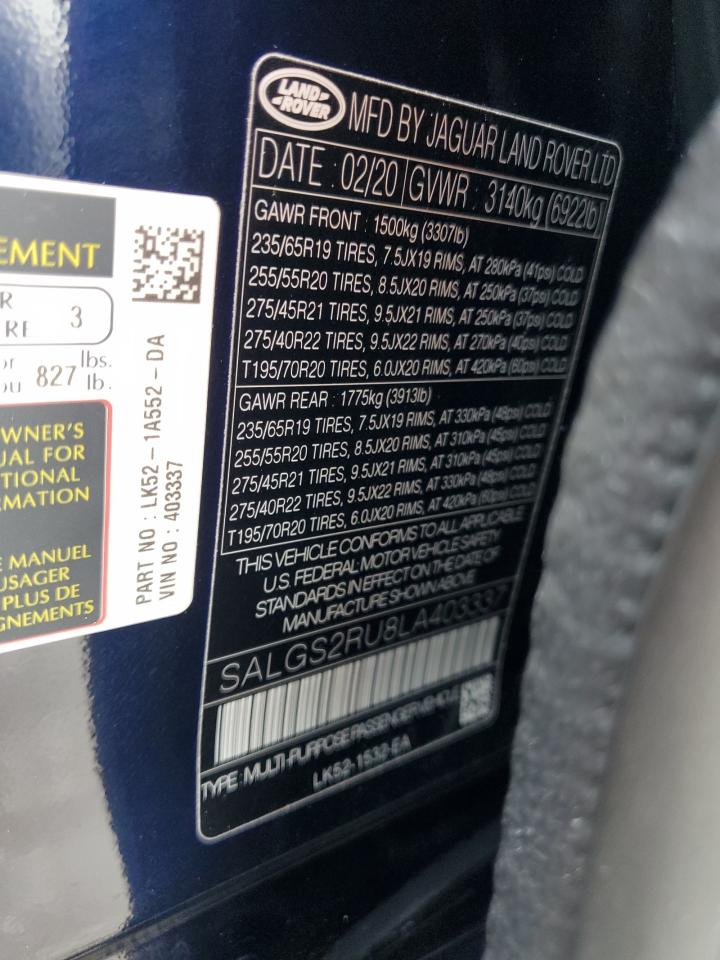 EMENT
R
RE 3
or lbs.
ou 827 lb.
WNER'S
UAL FOR
TIONAL
RMATION
E MANUEL
USAGER
PLUS DE
GNEMENTS
PART NO : LK52-1A552-DA
VIN NO : 403337
LAND
ROVER
MFD BY JAGUAR LAND ROVER LTD
DATE : 02/20 GVWR : 3140kg (6922lb)
GAWR FRONT : 1500kg (3307lb)
235/65R19 TIRES, 7.5JX19 RIMS, AT 280kPa (41psi) COLD
255/55R20 TIRES, 8.5JX20 RIMS, AT 250kPa (37psi) COLD
275/45R21 TIRES, 9.5JX21 RIMS, AT 250kPa (37psi) COLD
275/40R22 TIRES, 9.5JX22 RIMS, AT 270kPa (40psi) COLD
T195/70R20 TIRES, 6.0JX20 RIMS, AT 420kPa (60psi) COLD
GAWR REAR : 1775kg (3913lb)
235/65R19 TIRES, 7.5JX19 RIMS, AT 330kPa (48psi) COLD
255/55R20 TIRES, 8.5JX20 RIMS, AT 310kPa (45psi) COLD
275/45R21 TIRES, 9.5JX21 RIMS, AT 310kPa (45psi) COLD
275/40R22 TIRES, 9.5JX22 RIMS, AT 330kPa (48psi) COLD
T195/70R20 TIRES, 6.0JX20 RIMS, AT 420kPa (60psi) COLD
THIS VEHICLE CONFORMS TO ALL APPLICABLE
U.S. FEDERAL MOTOR VEHICLE SAFETY
STANDARDS IN EFFECT ON THE DATE OF
MANUFACTURE SHOWN ABOVE
SALGS2RU8LA403337
TYPE: MULTI-PURPOSE PASSENGER VEHICLE
LK52-1532-EA